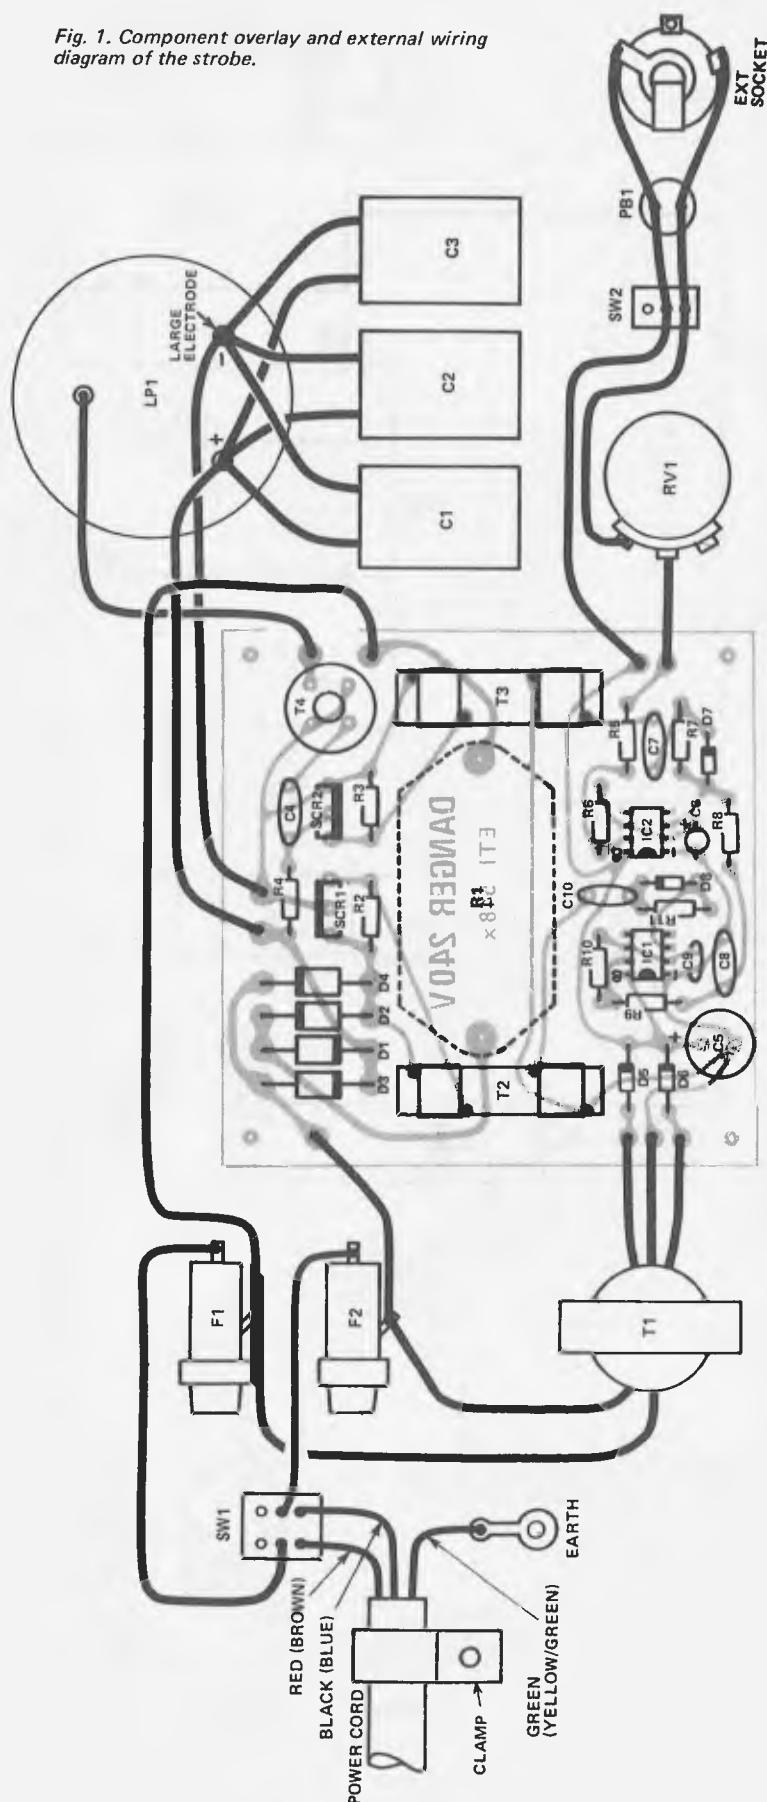 Fig. 1. Component overlay and external wiring
diagram of the strobe.
EXT
SOCKET
PB1
SW2
RV1
LARGE
ELECTRODE
LP1
+
−
C3
C2
C1
T4
T3
C4
SCR2
R3
R4
SCR1
R2
R1
DANGER 240V
ETI
D4
D2
D1
D3
T2
R5
C7
R7
D7
R6
IC2
C6
R8
C10
D8
R10
IC1
C9
C8
R9
+
C5
D5
D6
F1
F2
T1
SW1
RED (BROWN)
BLACK (BLUE)
POWER CORD
CLAMP
GREEN
(YELLOW/GREEN)
EARTH